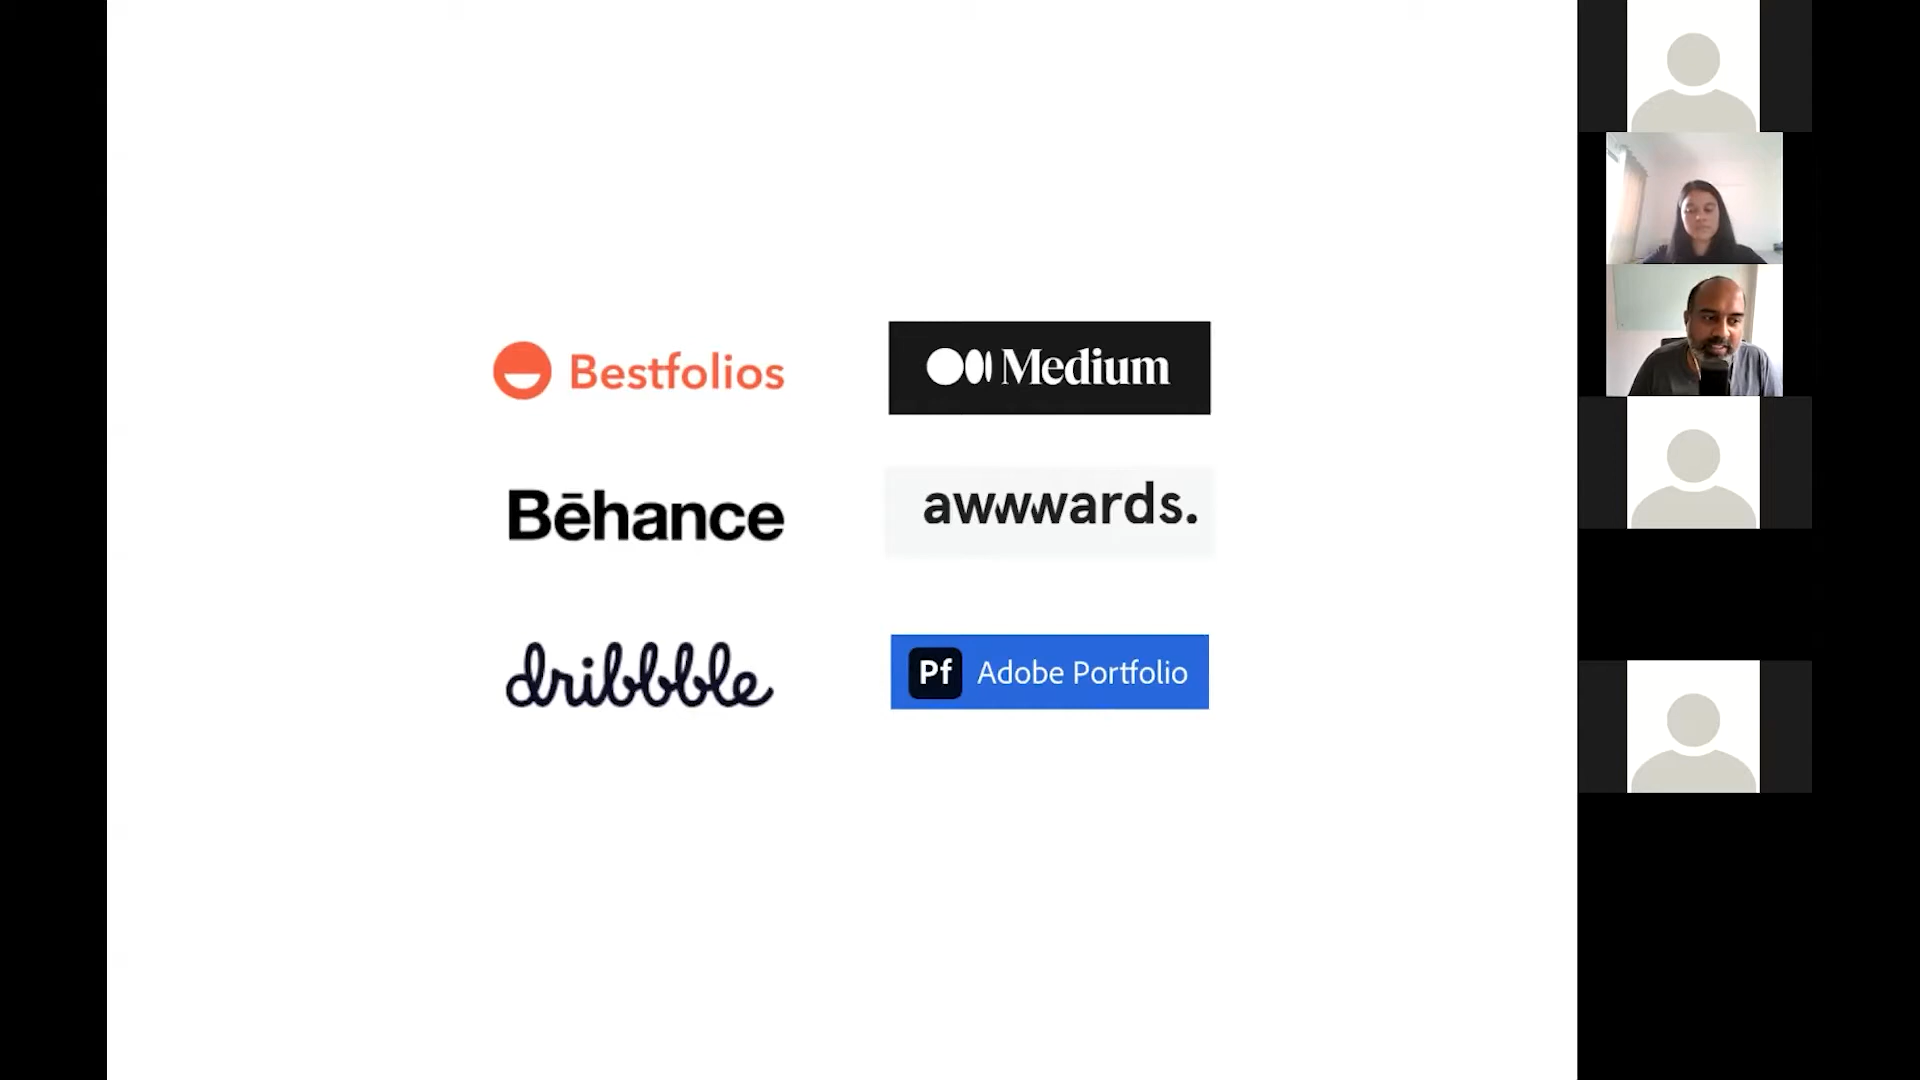 Bestfolios
Medium
Bēhance
awwwards.
dribbble
Pf Adobe Portfolio